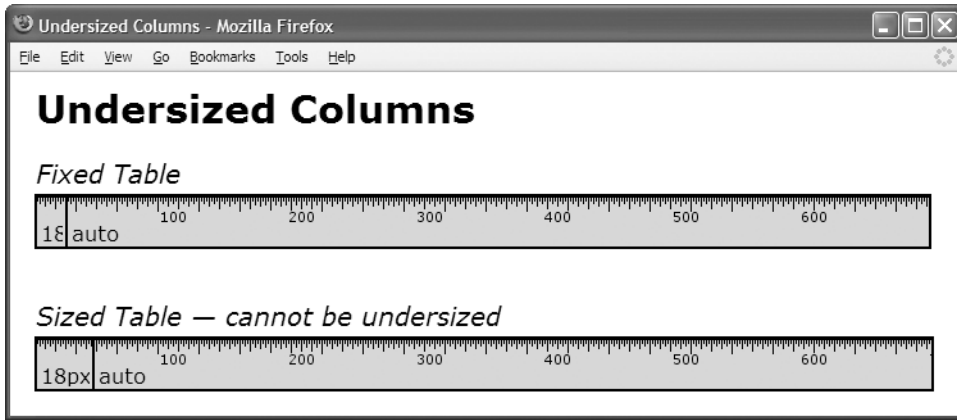 Undersized Columns - Mozilla Firefox
File Edit View Go Bookmarks Tools Help
Undersized Columns
Fixed Table
100 200 300 400 500 600
18 auto
Sized Table — cannot be undersized
100 200 300 400 500 600
18px auto